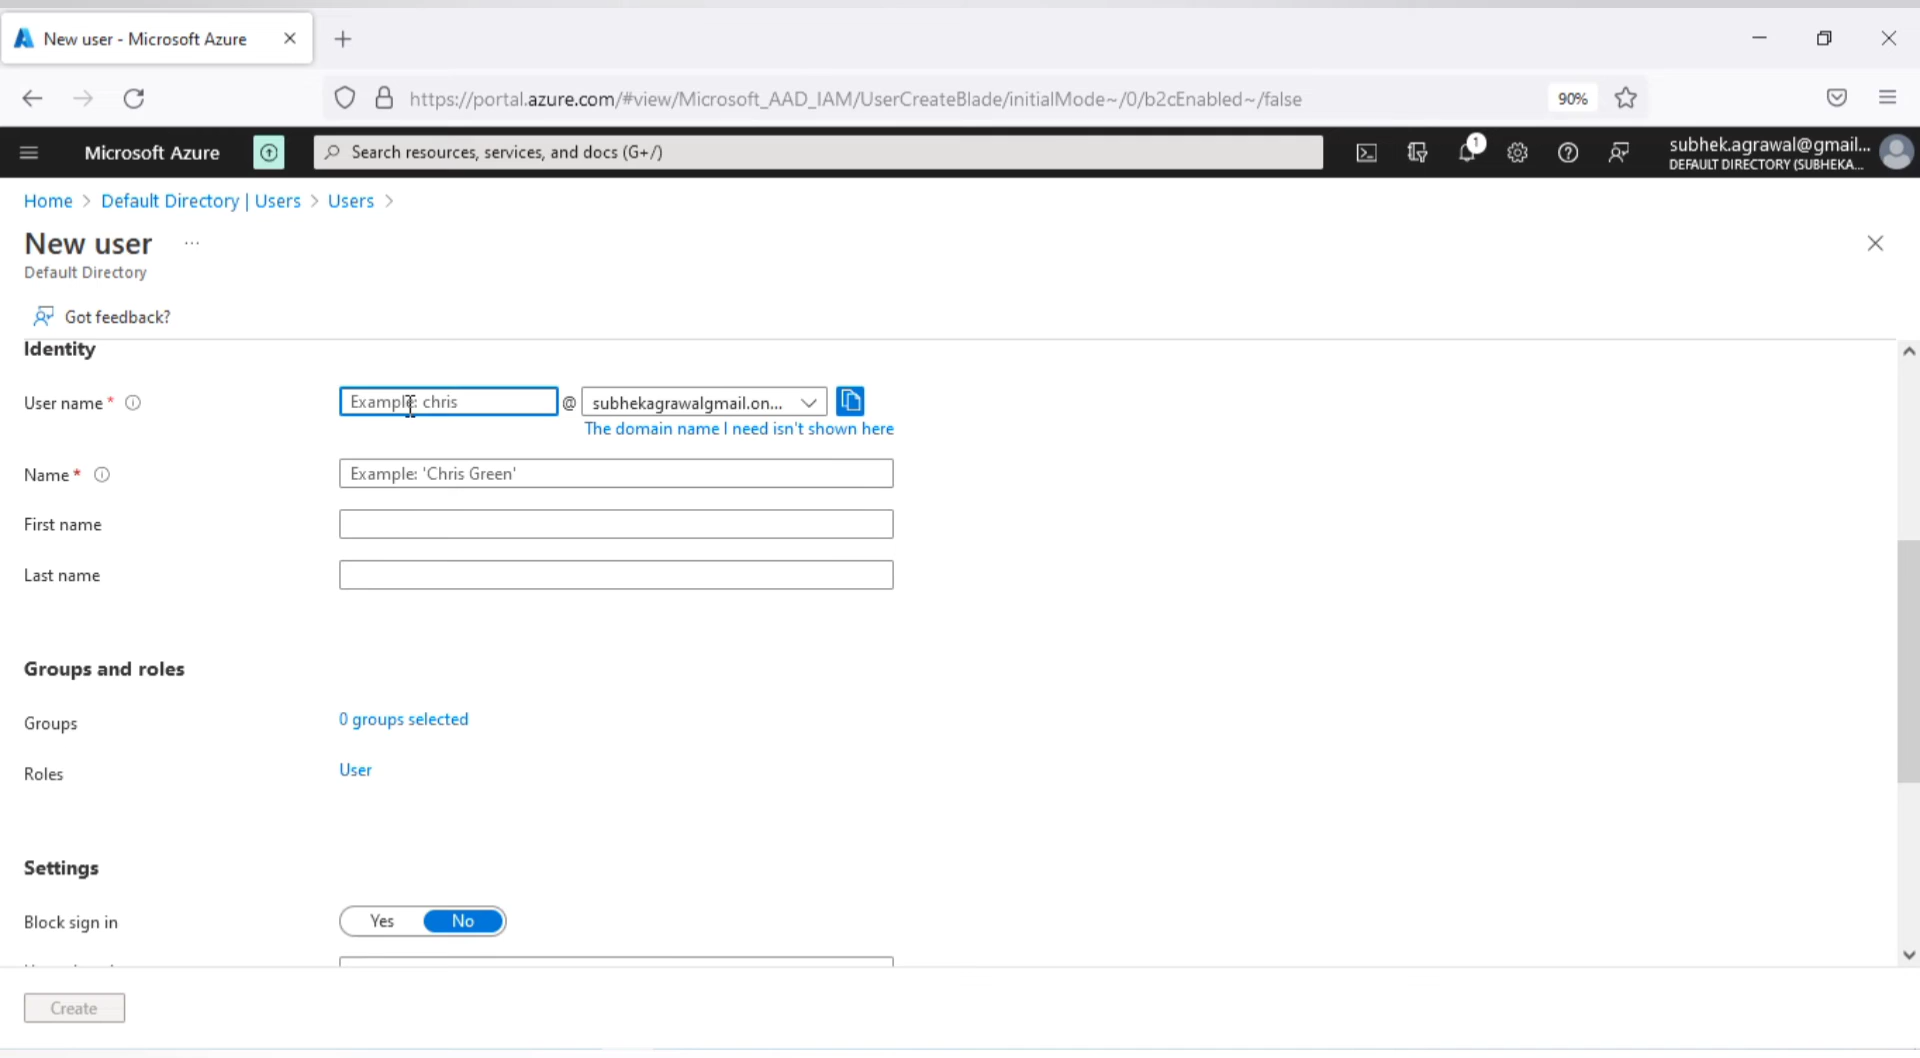 New user - Microsoft Azure
https://portal.azure.com/#view/Microsoft_AAD_IAM/UserCreateBlade/initialMode~/0/b2cEnabled~/false
90%
Microsoft Azure
Search resources, services, and docs (G+/)
1
subhek.agrawal@gmail...
DEFAULT DIRECTORY (SUBHEKA...
Home > Default Directory | Users > Users >
New user ...
Default Directory
Got feedback?
Identity
User name *
Example: chris
@
subhekagrawalgmail.on...
The domain name I need isn't shown here
Name *
Example: 'Chris Green'
First name
Last name
Groups and roles
Groups
0 groups selected
Roles
User
Settings
Block sign in
Yes
No
Create